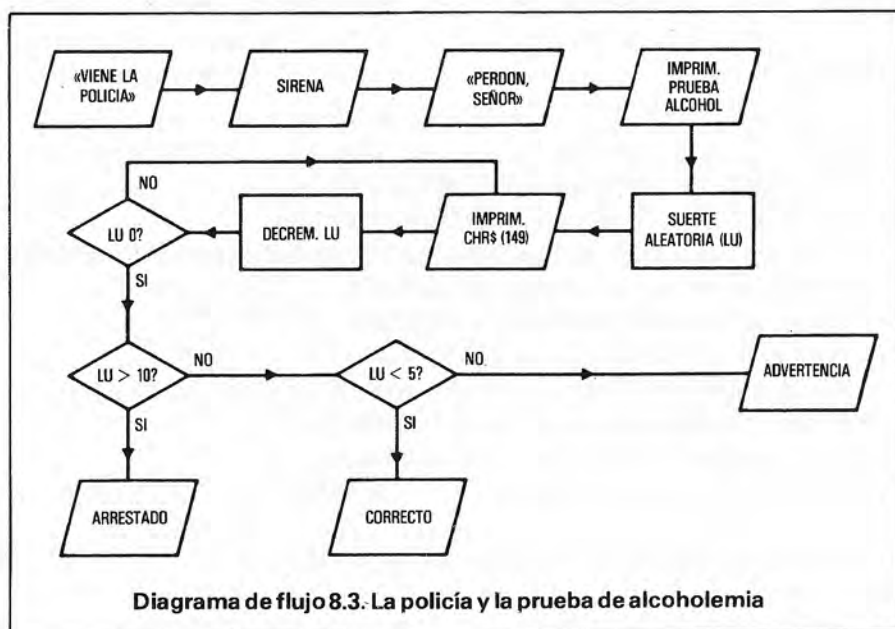 «VIENE LA
POLICIA»
SIRENA
«PERDON,
SEÑOR»
IMPRIM.
PRUEBA
ALCOHOL
NO
LU 0?
DECREM. LU
IMPRIM.
CHR$ (149)
SUERTE
ALEATORIA (LU)
SI
LU > 10?
NO
LU < 5?
NO
ADVERTENCIA
SI
SI
ARRESTADO
CORRECTO
Diagrama de flujo 8.3. La policía y la prueba de alcoholemia